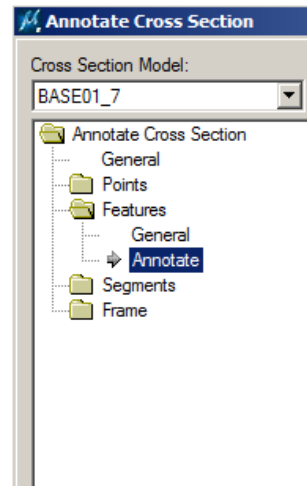 Annotate Cross Section
Cross Section Model:
BASE01_7
Annotate Cross Section
General
Points
Features
General
Annotate
Segments
Frame